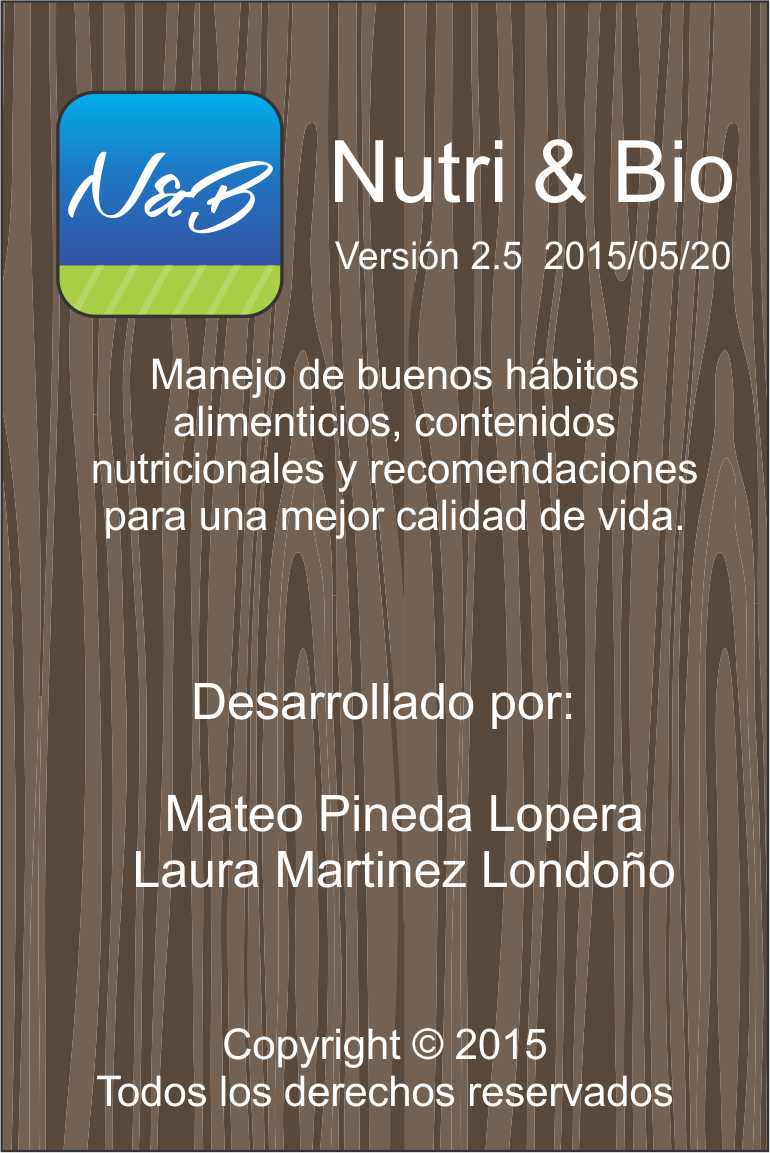 N&B
Nutri & Bio
Versión 2.5 2015/05/20
Manejo de buenos hábitos
alimenticios, contenidos
nutricionales y recomendaciones
para una mejor calidad de vida.
Desarrollado por:
Mateo Pineda Lopera
Laura Martinez Londoño
Copyright © 2015
Todos los derechos reservados